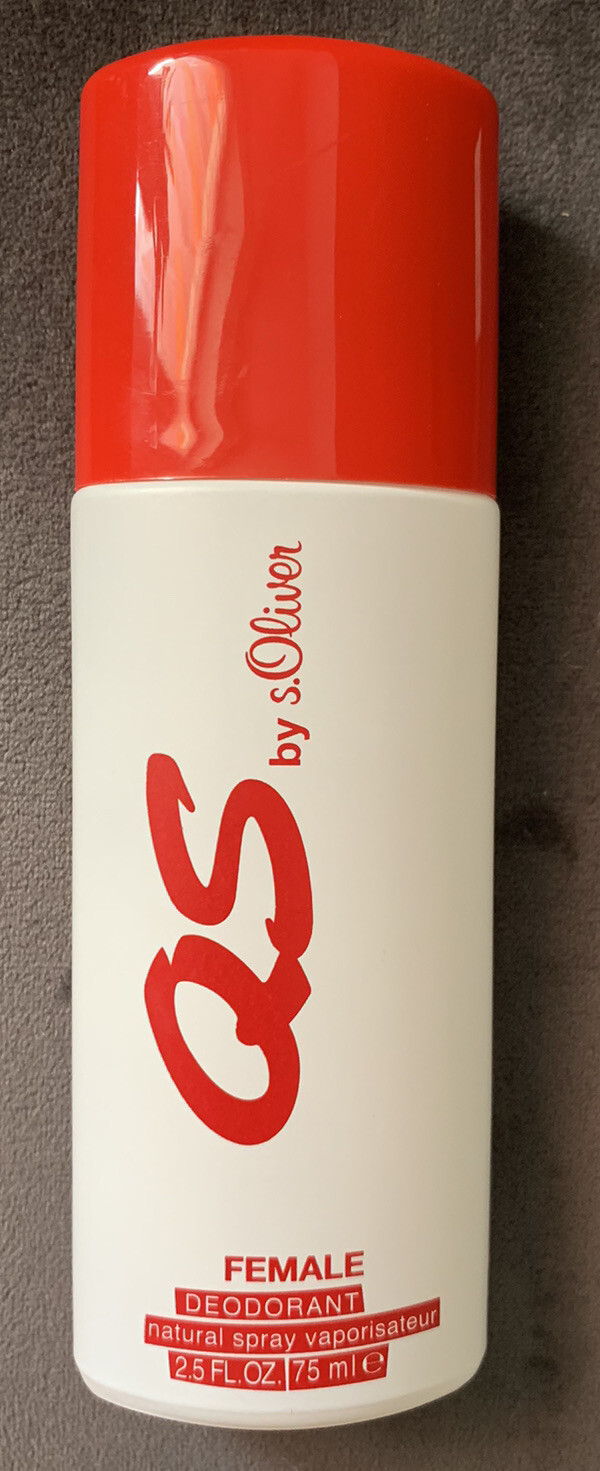 QS by s.Oliver
FEMALE
DEODORANT
natural spray vaporisateur
2.5 FL.OZ. 75 ml ℮